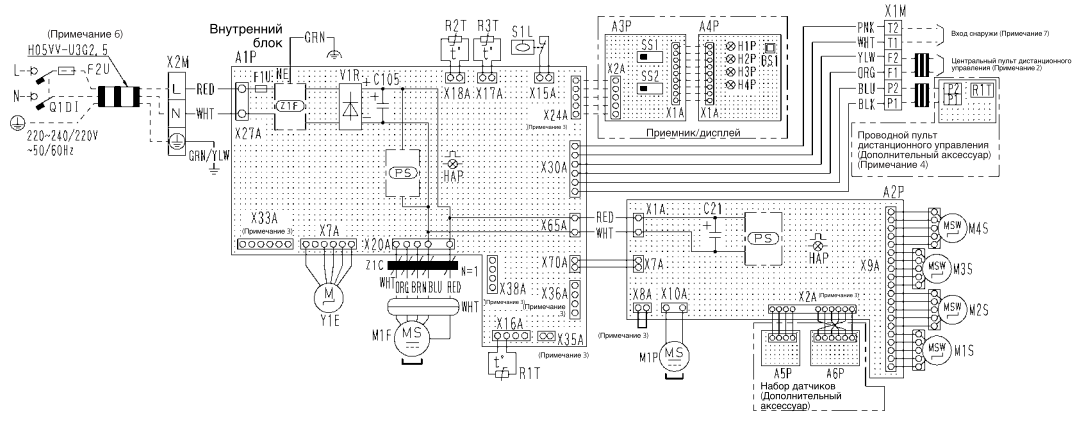 (Примечание 6)
H05VV-U3G2,5
F2U
L
N
Q1DI
220~240/220V
~50/60Hz
X2M
L
N
RED
WHT
GRN/YLW
Внутренний
блок
A1P
GRN
F1U
NE
Z1F
V1R
C105
+
X27A
PS
HAP
R2T
R3T
S1L
t°
t°
X18A
X17A
X15A
X24A
(Примечание 3)
X30A
X33A
(Примечание 3)
X7A
X20A
Z1C
N=1
WHT
ORG
BRN
BLU
RED
WHT
M
Y1E
M1F
MS
X38A
(Примечание 3)
X36A
(Примечание
3)
X16A
X35A
(Примечание 3)
t°
R1T
X65A
X70A
RED
WHT
A3P
A4P
SS1
SS2
X2A
X1A
X1A
H1P
H2P
H3P
H4P
BS1
Приемник/дисплей
X1M
PNK
T2
WHT
T1
YLW
F2
ORG
F1
BLU
P2
BLK
P1
Вход снаружи (Примечание 7)
Центральный пульт дистанционного
управления (Примечание 2)
P2
P1
R1T
Проводной пульт
дистанционного управления
(Дополнительный аксессуар)
(Примечание 4)
A2P
X1A
C21
+
PS
HAP
X7A
X8A
X10A
(Примечание 3)
M1P
MS
X9A
X2A
(Примечание 3)
A5P
A6P
Набор датчиков
(Дополнительный
аксессуар)
MSW
M4S
MSW
M3S
MSW
M2S
MSW
M1S